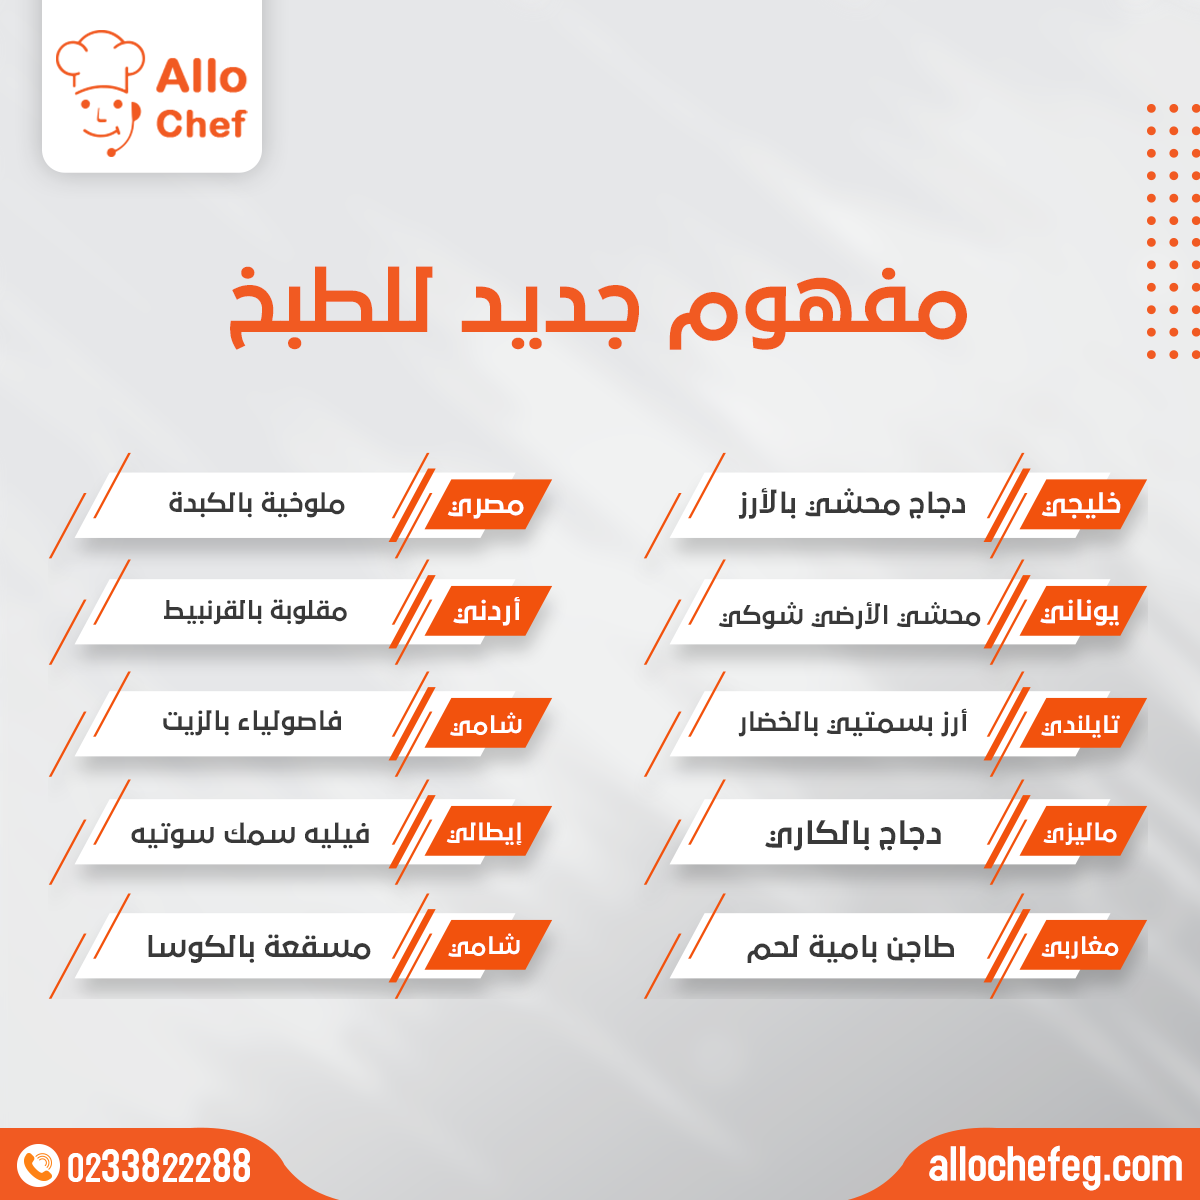 Allo
Chef
مفهوم جديد للطبخ
خليجي دجاج محشي بالأرز
يوناني محشي الأرضي شوكي
تايلندي أرز بسمتيي بالخضار
ماليزي دجاج بالكاري
مغاربي طاجن بامية لحم
مصري ملوخية بالكبدة
أردني مقلوبة بالقرنبيط
شامي فاصولياء بالزيت
إيطالي فيليه سمك سوتيه
شامي مسقعة بالكوسا
0233822288
allochefeg.com